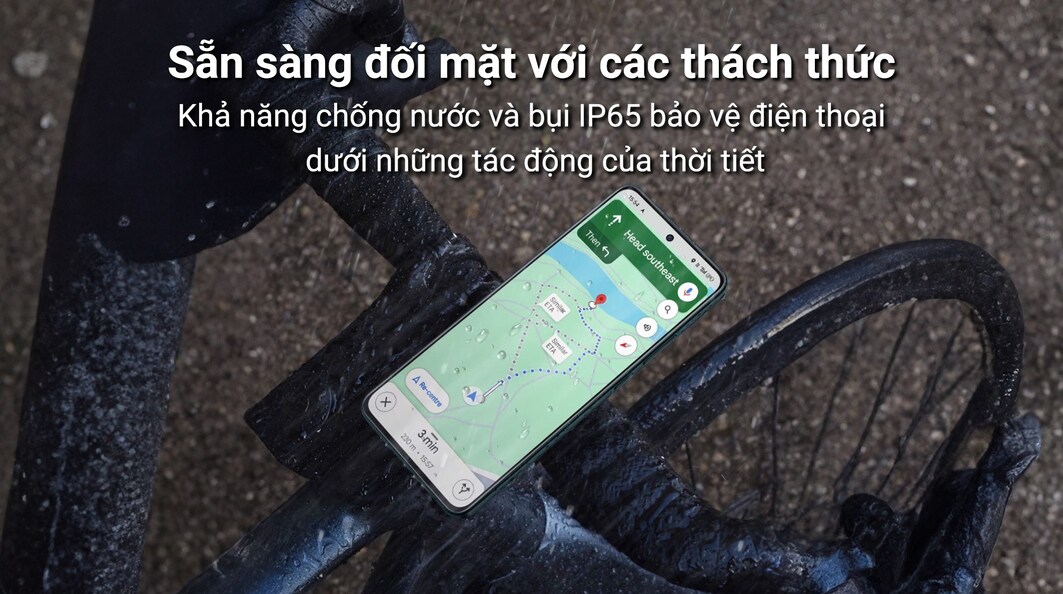 Sẵn sàng đối mặt với các thách thức
Khả năng chống nước và bụi IP65 bảo vệ điện thoại
dưới những tác động của thời tiết
15:54
Head southeast
Then
Similar
ETA
Similar
ETA
Re-centre
3 min
230 m • 15:57